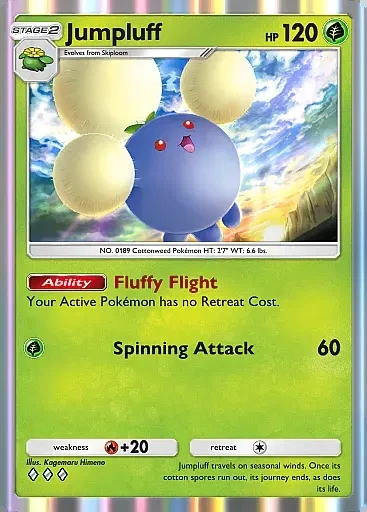 STAGE 2 Jumpluff HP 120
Evolves from Skiploom
NO. 0189 Cottonweed Pokémon HT: 2'7" WT: 6.6 lbs.
Ability Fluffy Flight
Your Active Pokémon has no Retreat Cost.
Spinning Attack 60
weakness +20 retreat
Illus. Kagemaru Himeno
Jumpluff travels on seasonal winds. Once its
cotton spores run out, its journey ends, as does
its life.